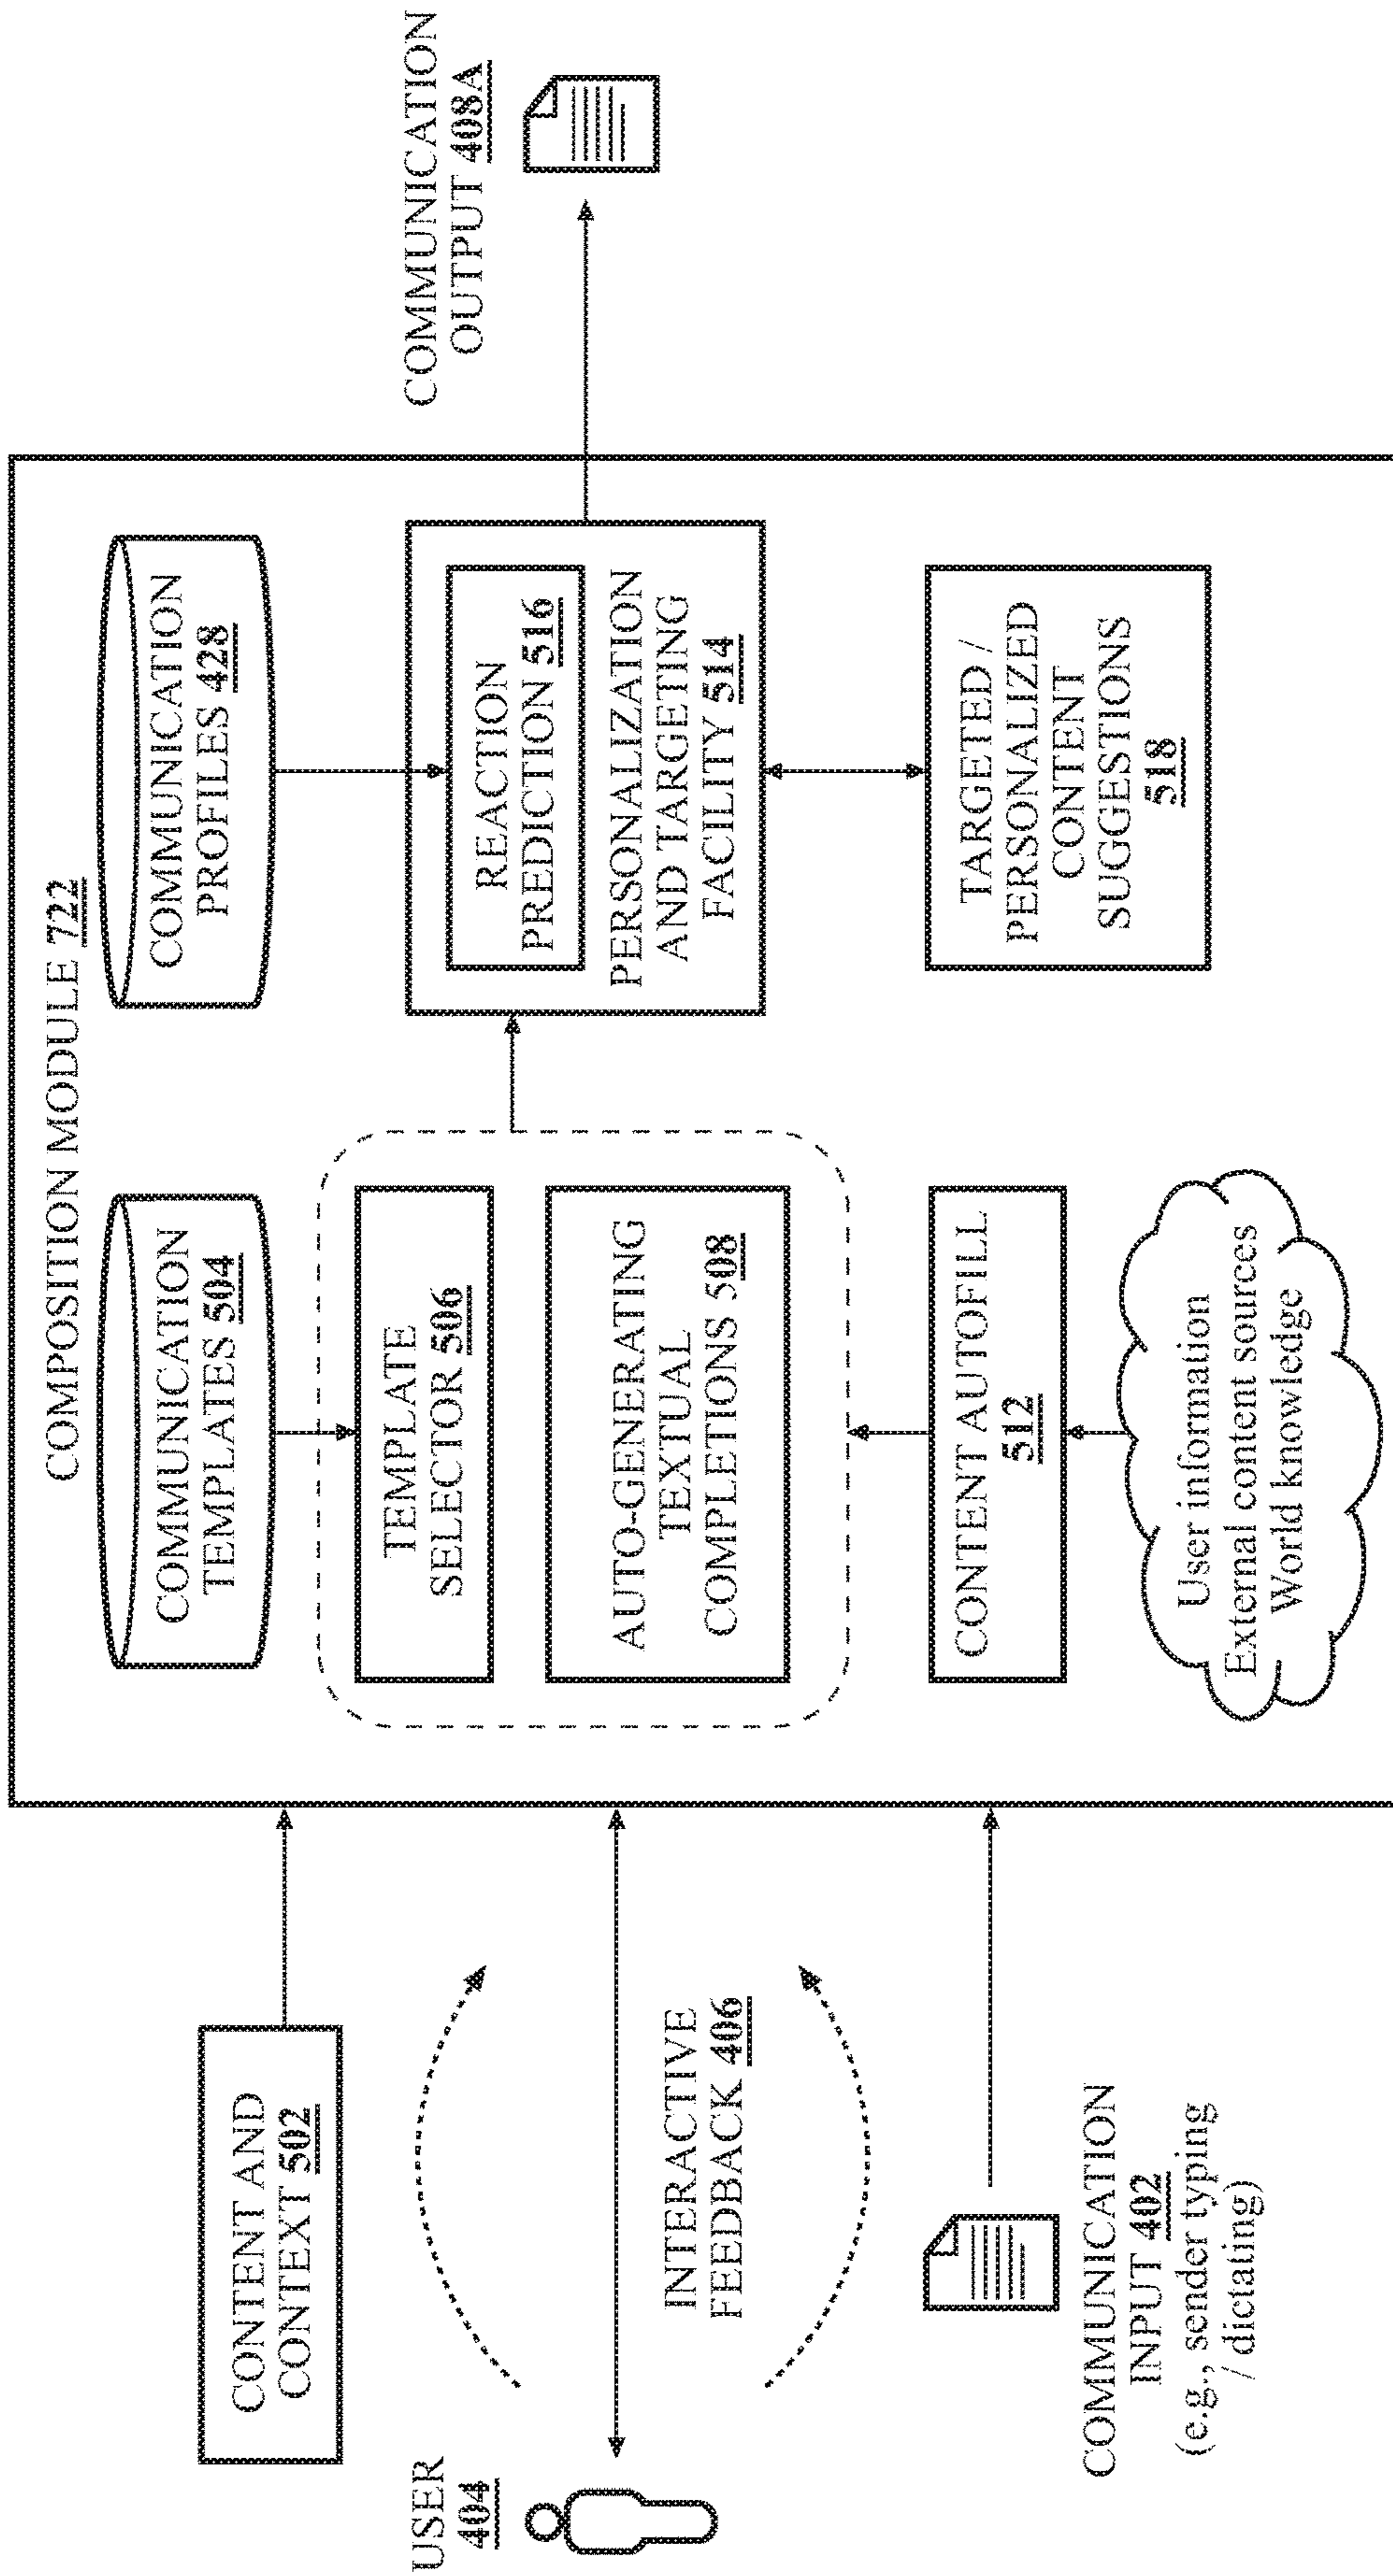 COMPOSITION MODULE 722
CONTENT AND
CONTEXT 502
USER
404
INTERACTIVE
FEEDBACK 406
COMMUNICATION
INPUT 402
(e.g., sender typing
/ dictating)
COMMUNICATION
TEMPLATES 504
TEMPLATE
SELECTOR 506
AUTO-GENERATING
TEXTUAL
COMPLETIONS 508
CONTENT AUTOFILL
512
User information
External content sources
World knowledge
COMMUNICATION
PROFILES 428
REACTION
PREDICTION 516
PERSONALIZATION
AND TARGETING
FACILITY 514
TARGETED /
PERSONALIZED
CONTENT
SUGGESTIONS
518
COMMUNICATION
OUTPUT 408A